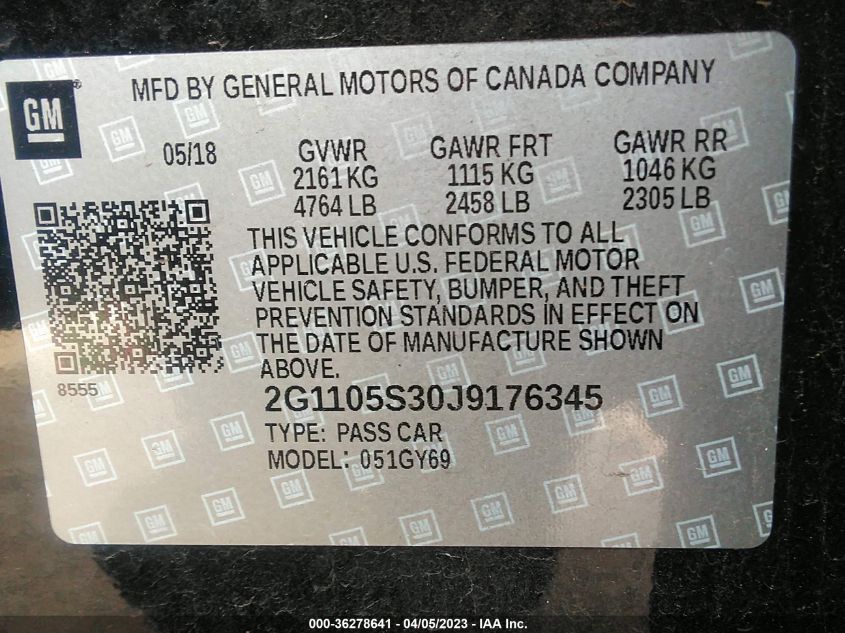 MFD BY GENERAL MOTORS OF CANADA COMPANY
GM ®
05/18 GVWR GAWR FRT GAWR RR
2161 KG 1115 KG 1046 KG
4764 LB 2458 LB 2305 LB
THIS VEHICLE CONFORMS TO ALL
APPLICABLE U.S. FEDERAL MOTOR
VEHICLE SAFETY, BUMPER, AND THEFT
PREVENTION STANDARDS IN EFFECT ON
THE DATE OF MANUFACTURE SHOWN
ABOVE.
8555
2G1105S30J9176345
TYPE: PASS CAR
MODEL: 051GY69
000-36278641 - 04/05/2023 - IAA Inc.